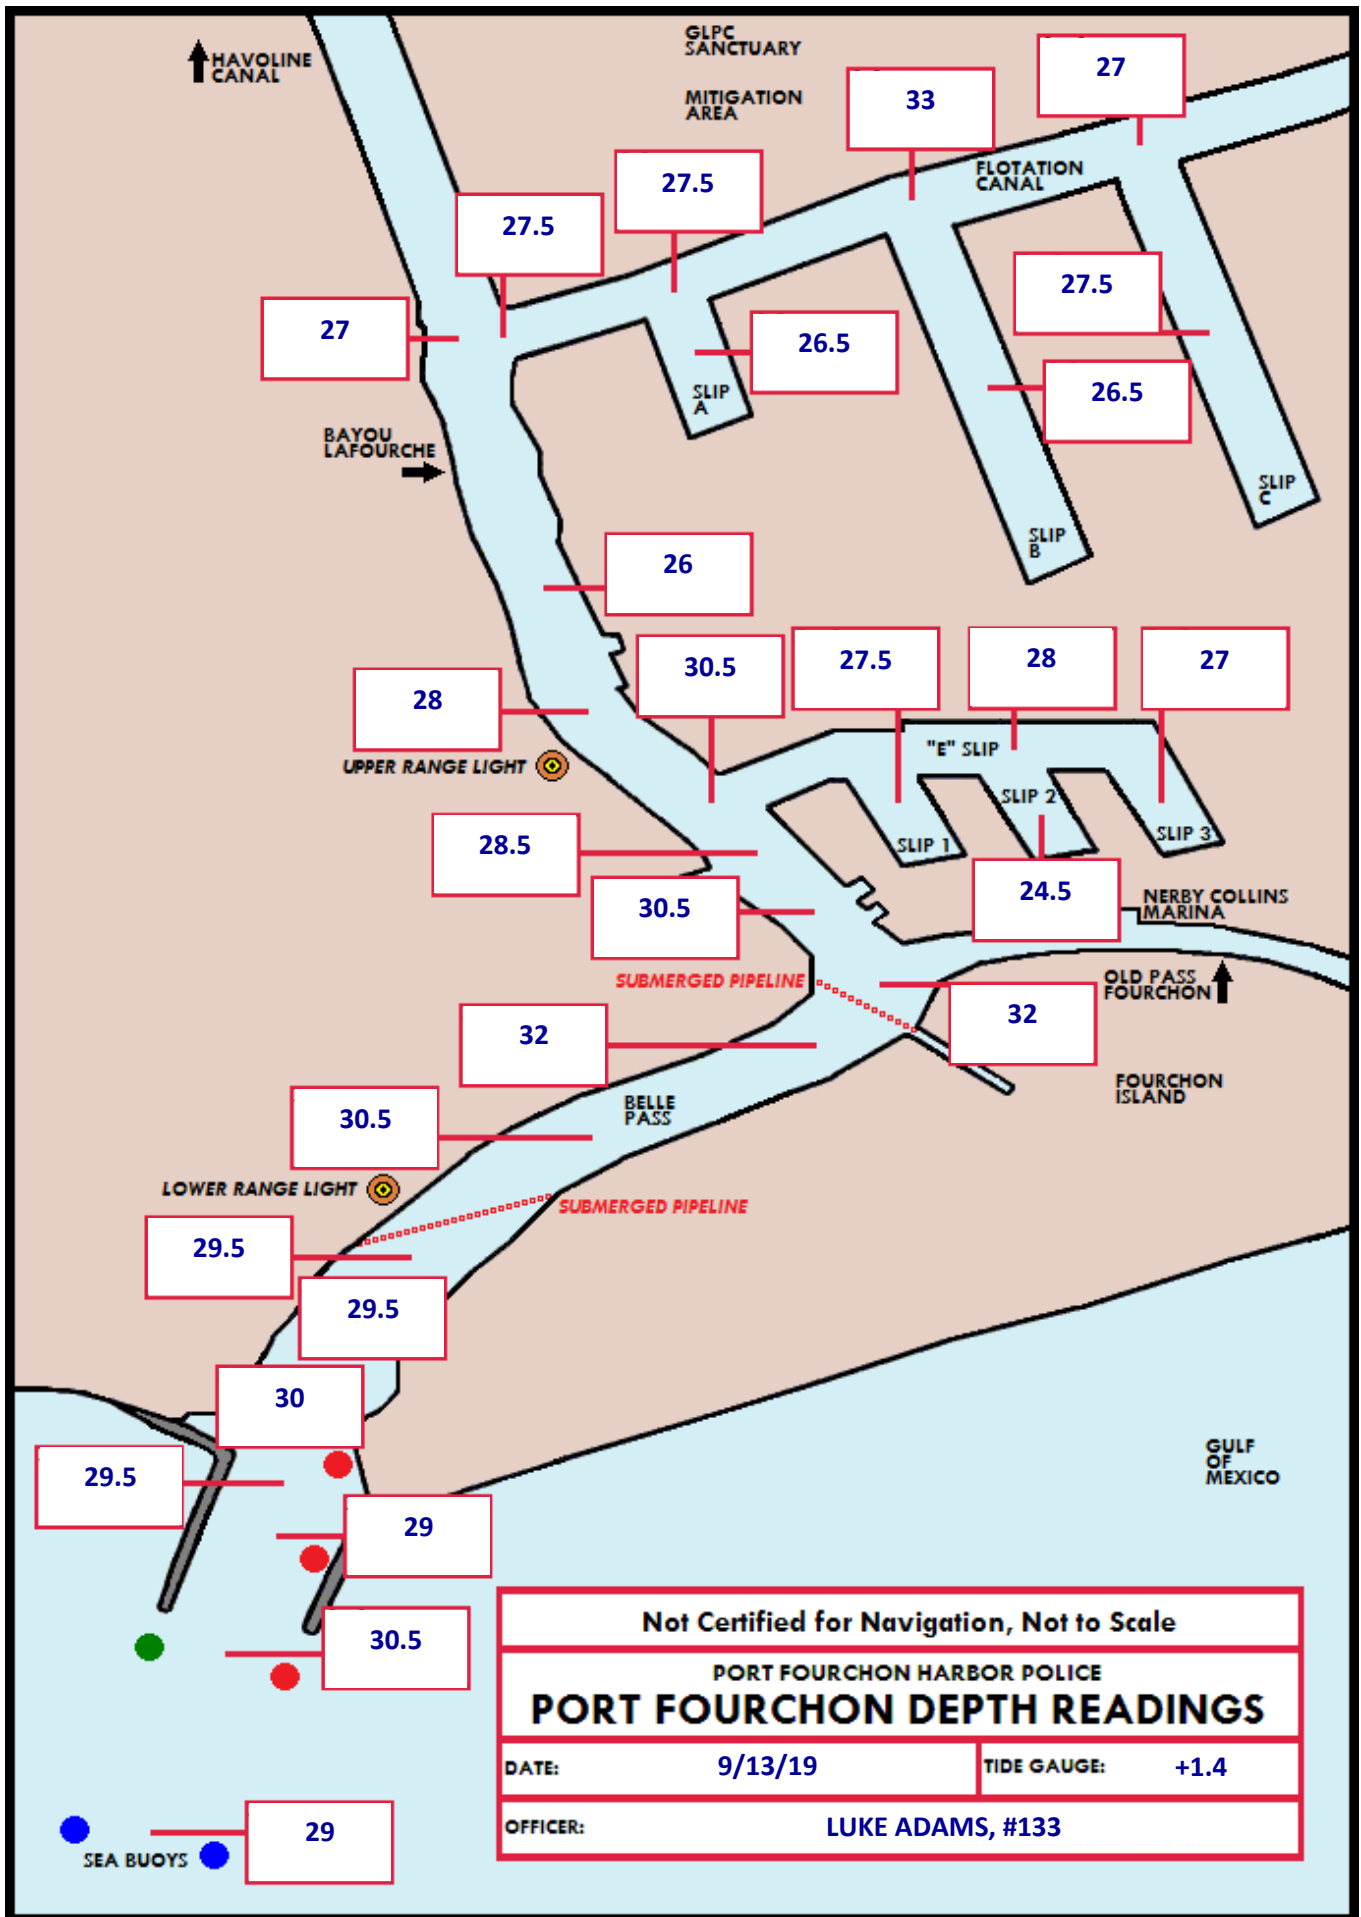 GLPC
SANCTUARY
HAVOLINE
CANAL
27
33
MITIGATION
AREA
FLOTATION
CANAL
27.5
27.5
27.5
27
26.5
26.5
SLIP
A
BAYOU
LAFOURCHE
SLIP
C
SLIP
B
26
30.5
27.5
28
27
28
"E" SLIP
UPPER RANGE LIGHT
SLIP 2
SLIP 1
SLIP 3
28.5
24.5
30.5
NERBY COLLINS
MARINA
SUBMERGED PIPELINE
OLD PASS
FOURCHON
32
32
FOURCHON
ISLAND
BELLE
PASS
30.5
LOWER RANGE LIGHT
SUBMERGED PIPELINE
29.5
29.5
30
29.5
GULF
OF
MEXICO
29
30.5
Not Certified for Navigation, Not to Scale
PORT FOURCHON HARBOR POLICE
PORT FOURCHON DEPTH READINGS
DATE: 9/13/19 TIDE GAUGE: +1.4
OFFICER: LUKE ADAMS, #133
29
SEA BUOYS